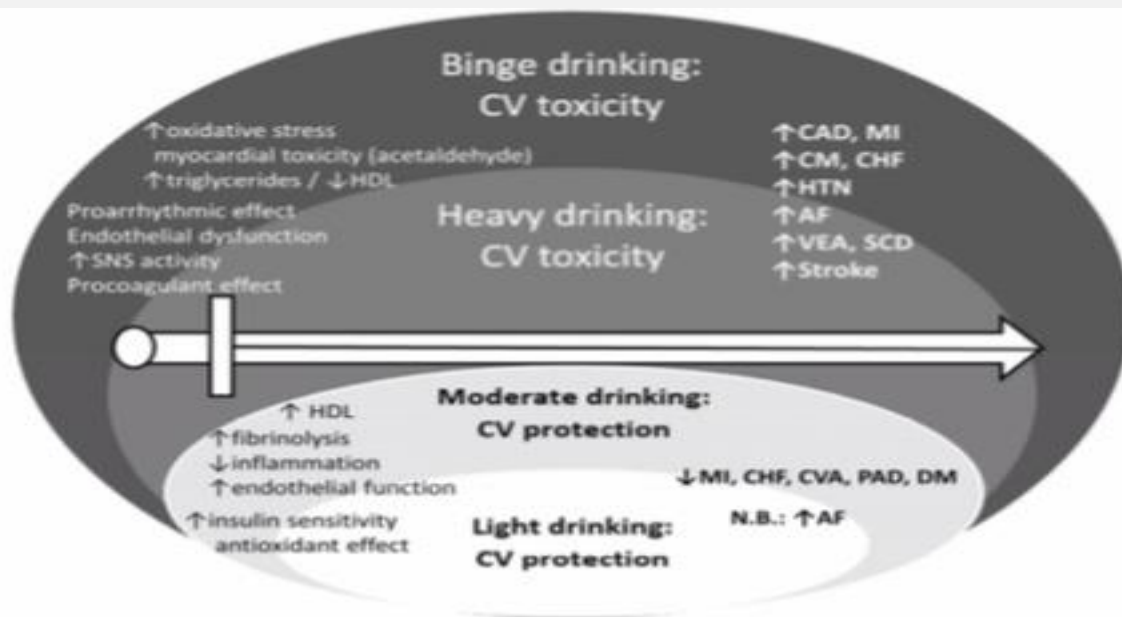 Binge drinking:
CV toxicity
↑oxidative stress
myocardial toxicity (acetaldehyde)
↑triglycerides / ↓HDL
Proarrhythmic effect
Endothelial dysfunction
↑SNS activity
Procoagulant effect
↑CAD, MI
↑CM, CHF
↑HTN
↑AF
↑VEA, SCD
↑Stroke
Heavy drinking:
CV toxicity
Moderate drinking:
CV protection
↑ HDL
↑fibrinolysis
↓inflammation
↑endothelial function
↑insulin sensitivity
antioxidant effect
↓MI, CHF, CVA, PAD, DM
N.B.: ↑AF
Light drinking:
CV protection